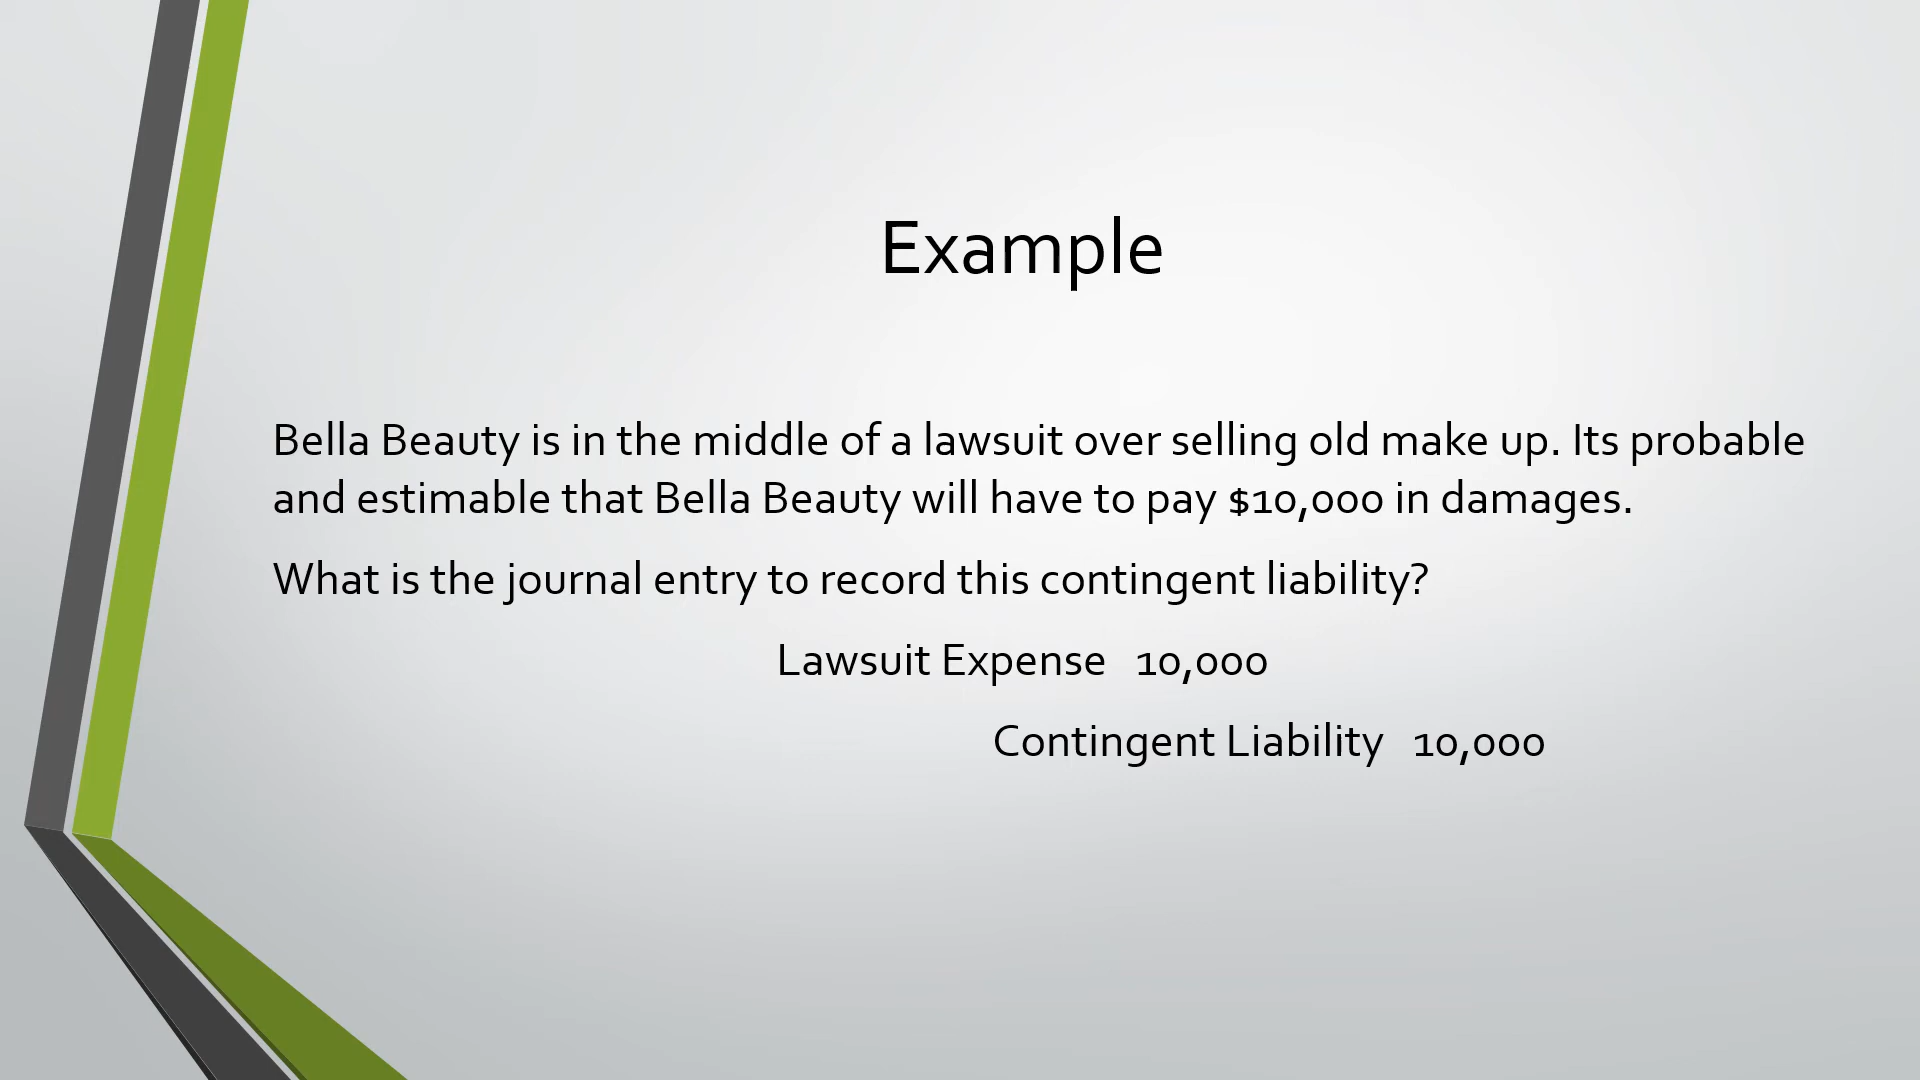 Example
Bella Beauty is in the middle of a lawsuit over selling old make up. Its probable
and estimable that Bella Beauty will have to pay $10,000 in damages.
What is the journal entry to record this contingent liability?
Lawsuit Expense 10,000
Contingent Liability 10,000